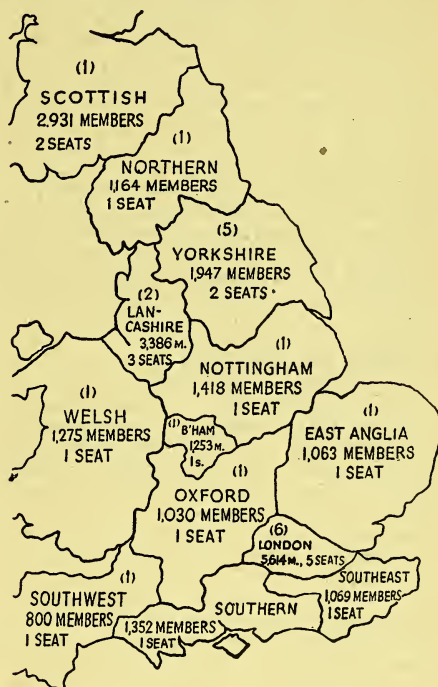 (1)
SCOTTISH
2,931 MEMBERS
2 SEATS
(1)
NORTHERN
1,164 MEMBERS
1 SEAT
(5)
YORKSHIRE
1,947 MEMBERS
2 SEATS
(2)
LAN-
CASHIRE
3,386 M.
3 SEATS
(1)
NOTTINGHAM
1,418 MEMBERS
1 SEAT
(1)
WELSH
1,275 MEMBERS
1 SEAT
(1) B'HAM
1253 M.
1 S.
(1)
EAST ANGLIA
1,063 MEMBERS
1 SEAT
(1)
OXFORD
1,030 MEMBERS
1 SEAT
(6)
LONDON
5,614 M., 5 SEATS
SOUTHEAST
1,069 MEMBERS
1 SEAT
(1)
SOUTHWEST
800 MEMBERS
1 SEAT
SOUTHERN
1,352 MEMBERS
1 SEAT